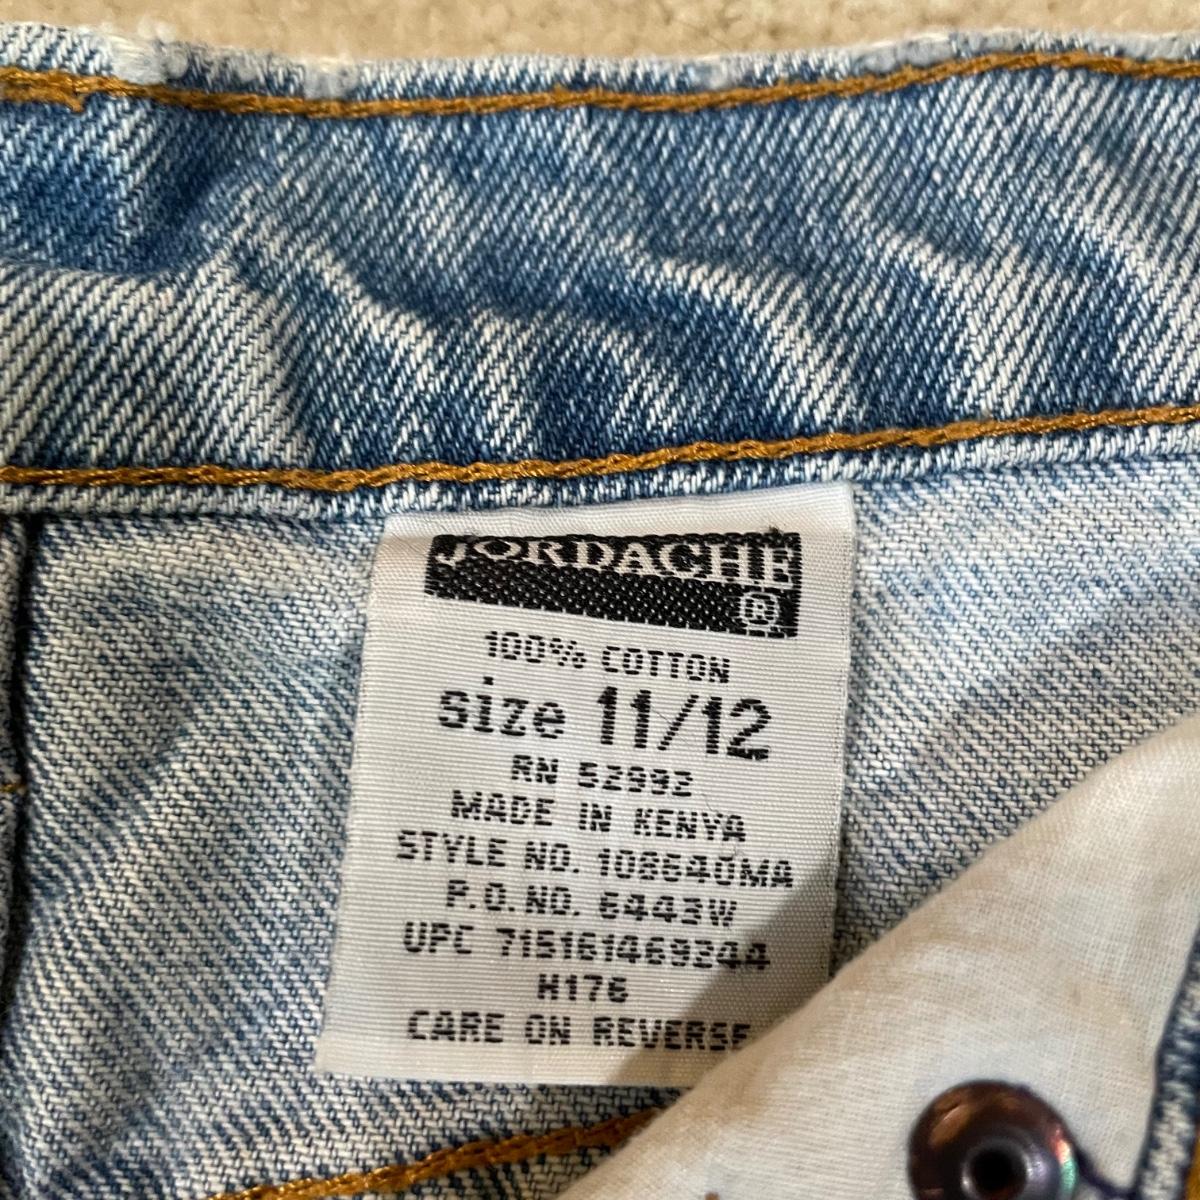 JORDACHE
®
100% COTTON
size 11/12
RN 52992
MADE IN KENYA
STYLE NO. 108640MA
P.O.NO. 6443W
UPC 715161469244
H176
CARE ON REVERSE